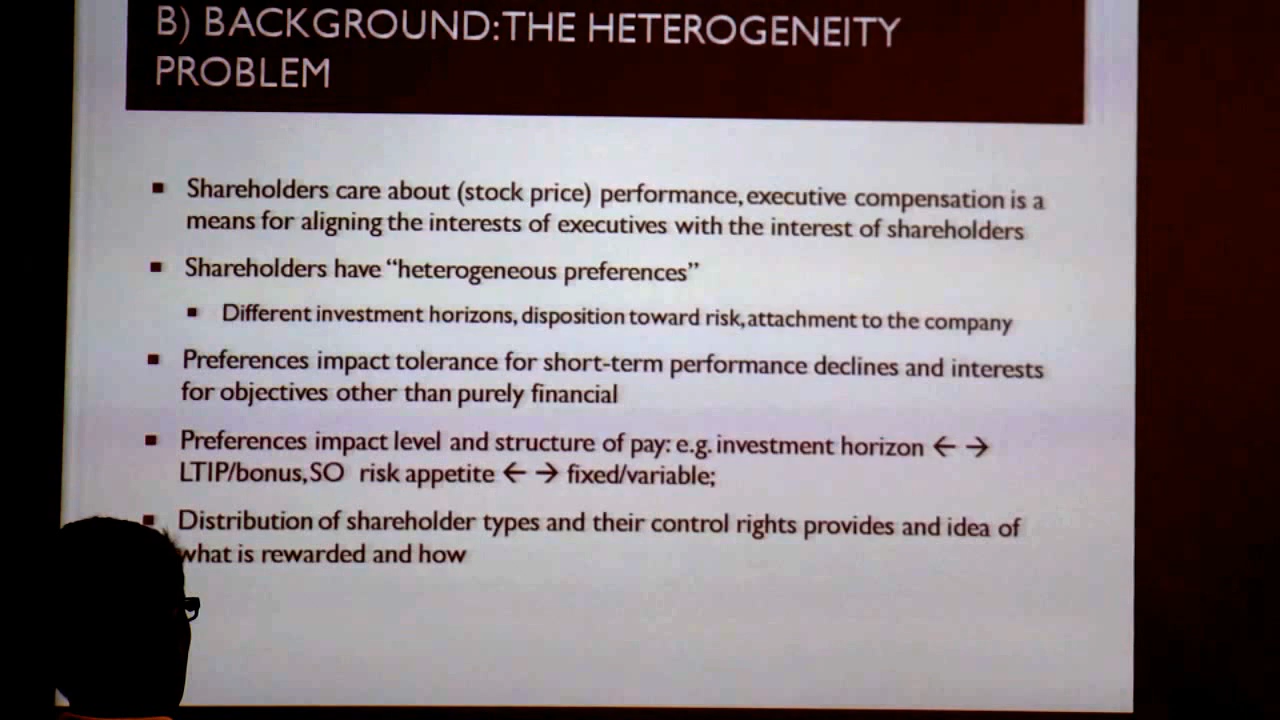 B) BACKGROUND: THE HETEROGENEITY
PROBLEM
▪ Shareholders care about (stock price) performance, executive compensation is a
means for aligning the interests of executives with the interest of shareholders
▪ Shareholders have “heterogeneous preferences”
▪ Different investment horizons, disposition toward risk, attachment to the company
▪ Preferences impact tolerance for short-term performance declines and interests
for objectives other than purely financial
▪ Preferences impact level and structure of pay: e.g. investment horizon ← →
LTIP/bonus, SO risk appetite ← → fixed/variable;
▪ Distribution of shareholder types and their control rights provides and idea of
what is rewarded and how